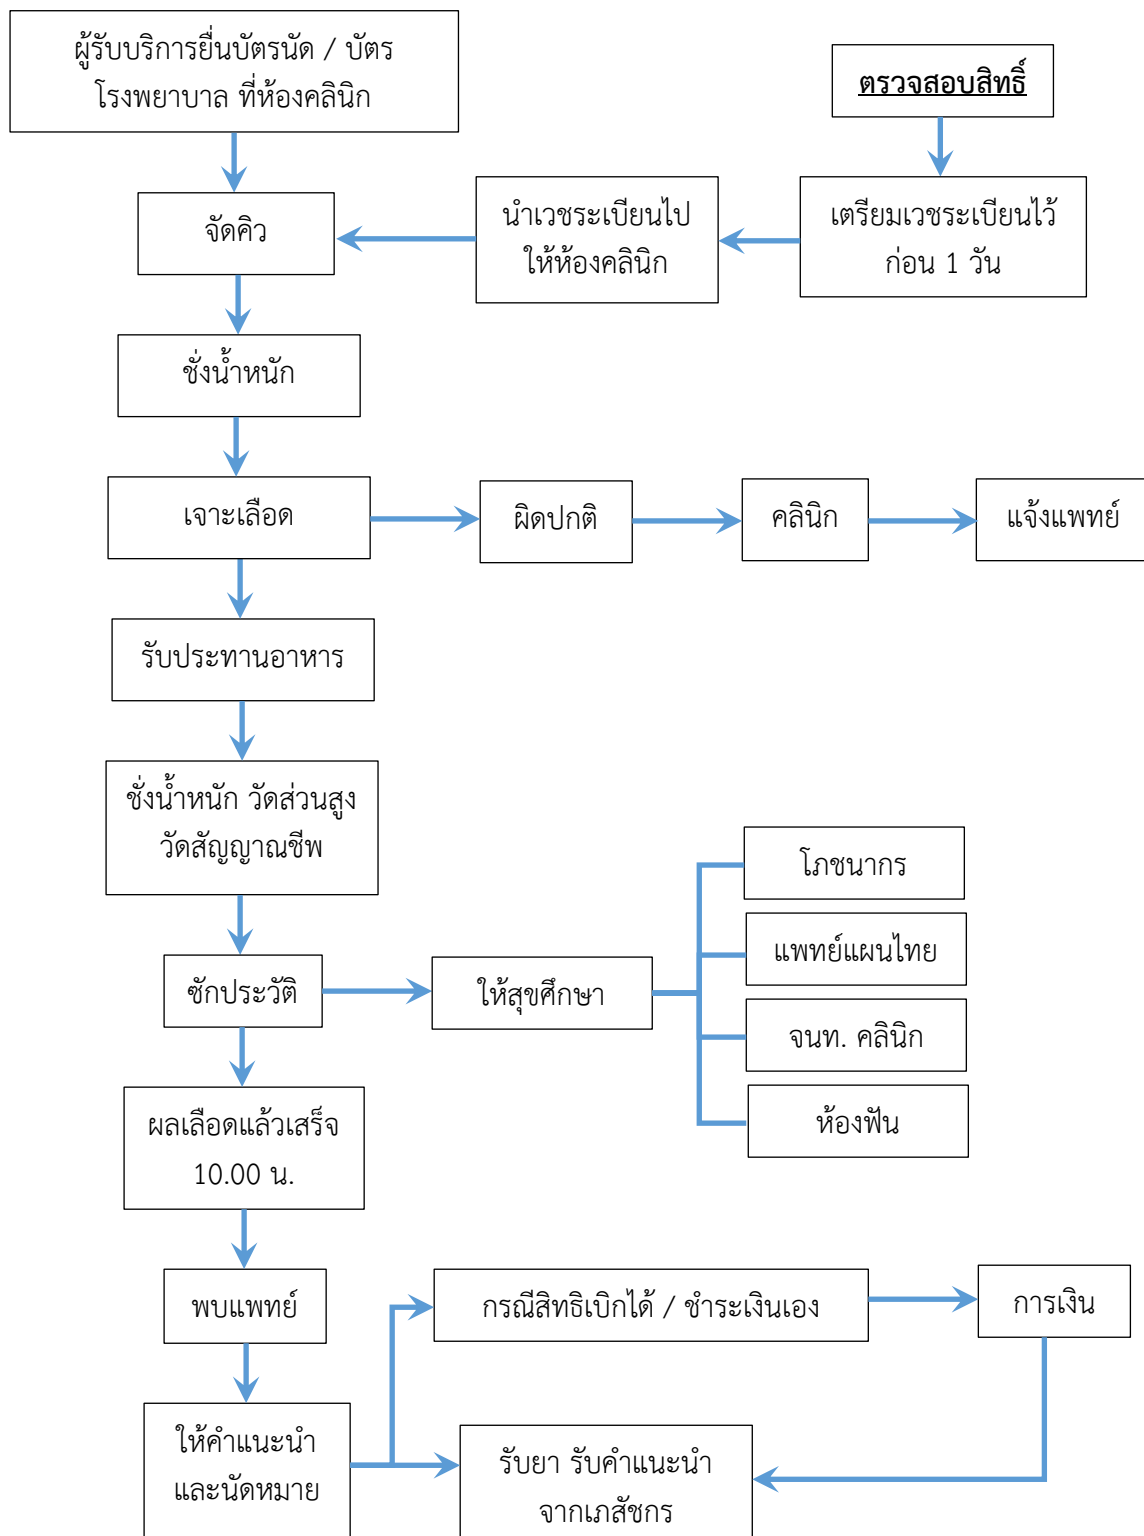 ผู้รับบริการยื่นบัตรนัด / บัตร
โรงพยาบาล ที่ห้องคลินิก
ตรวจสอบสิทธิ์
จัดคิว
นำเวชระเบียนไป
ให้ห้องคลินิก
เตรียมเวชระเบียนไว้
ก่อน 1 วัน
ชั่งน้ำหนัก
เจาะเลือด
ผิดปกติ
คลินิก
แจ้งแพทย์
รับประทานอาหาร
ชั่งน้ำหนัก วัดส่วนสูง
วัดสัญญาณชีพ
โภชนากร
แพทย์แผนไทย
ซักประวัติ
ให้สุขศึกษา
จนท. คลินิก
ห้องฟัน
ผลเลือดแล้วเสร็จ
10.00 น.
พบแพทย์
กรณีสิทธิเบิกได้ / ชำระเงินเอง
การเงิน
ให้คำแนะนำ
และนัดหมาย
รับยา รับคำแนะนำ
จากเภสัชกร